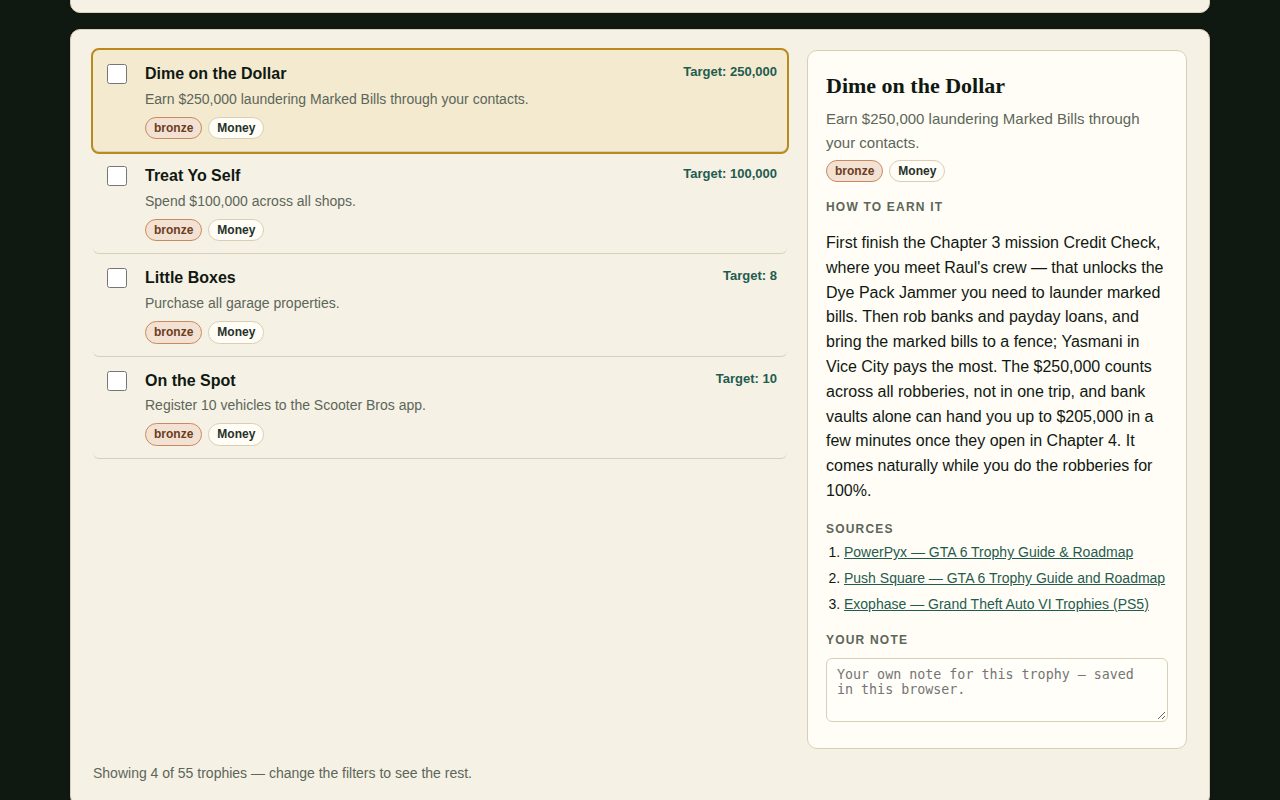 Dime on the Dollar
Target: 250,000
Earn $250,000 laundering Marked Bills through your contacts.
bronze Money
Treat Yo Self
Target: 100,000
Spend $100,000 across all shops.
bronze Money
Little Boxes
Target: 8
Purchase all garage properties.
bronze Money
On the Spot
Target: 10
Register 10 vehicles to the Scooter Bros app.
bronze Money
Dime on the Dollar
Earn $250,000 laundering Marked Bills through
your contacts.
bronze Money
HOW TO EARN IT
First finish the Chapter 3 mission Credit Check,
where you meet Raul's crew — that unlocks the
Dye Pack Jammer you need to launder marked
bills. Then rob banks and payday loans, and
bring the marked bills to a fence; Yasmani in
Vice City pays the most. The $250,000 counts
across all robberies, not in one trip, and bank
vaults alone can hand you up to $205,000 in a
few minutes once they open in Chapter 4. It
comes naturally while you do the robberies for
100%.
SOURCES
1. PowerPyx — GTA 6 Trophy Guide & Roadmap
2. Push Square — GTA 6 Trophy Guide and Roadmap
3. Exophase — Grand Theft Auto VI Trophies (PS5)
YOUR NOTE
Your own note for this trophy — saved
in this browser.
Showing 4 of 55 trophies — change the filters to see the rest.